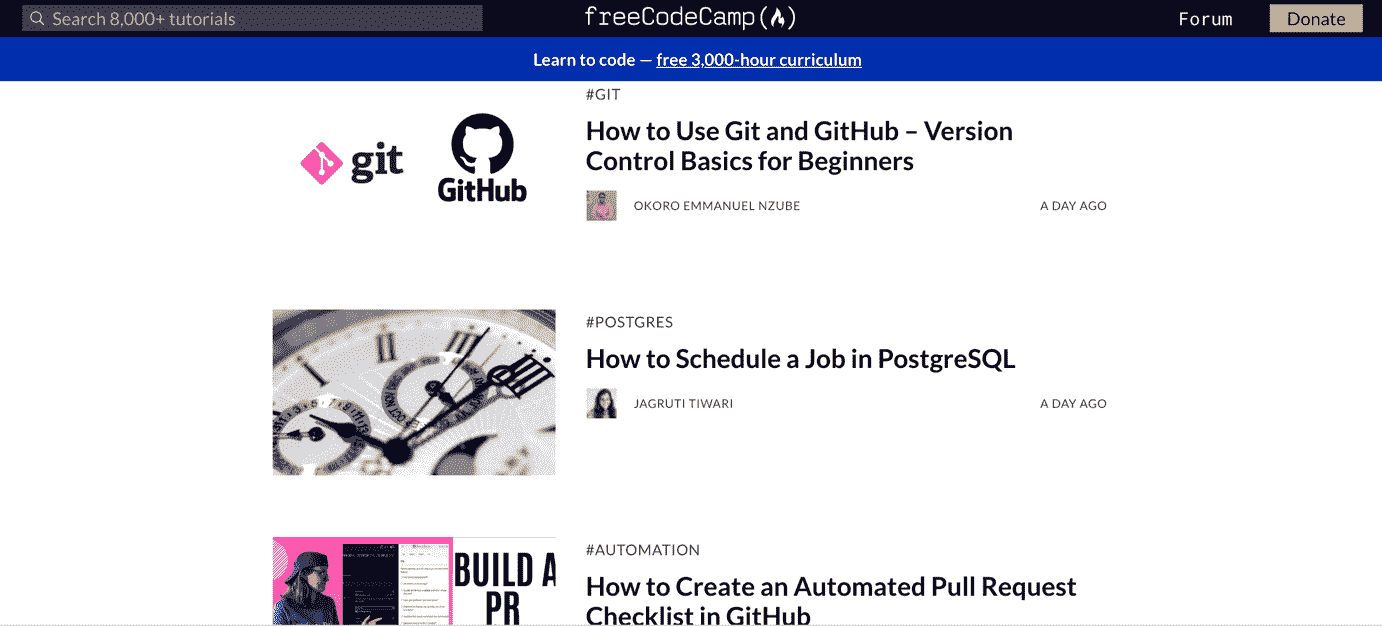 Search 8,000+ tutorials
freeCodeCamp(🔥)
Forum
Donate
Learn to code — free 3,000-hour curriculum
#GIT
git
GitHub
How to Use Git and GitHub – Version
Control Basics for Beginners
OKORO EMMANUEL NZUBE
A DAY AGO
#POSTGRES
How to Schedule a Job in PostgreSQL
JAGRUTI TIWARI
A DAY AGO
BUILD A
PR
#AUTOMATION
How to Create an Automated Pull Request
Checklist in GitHub